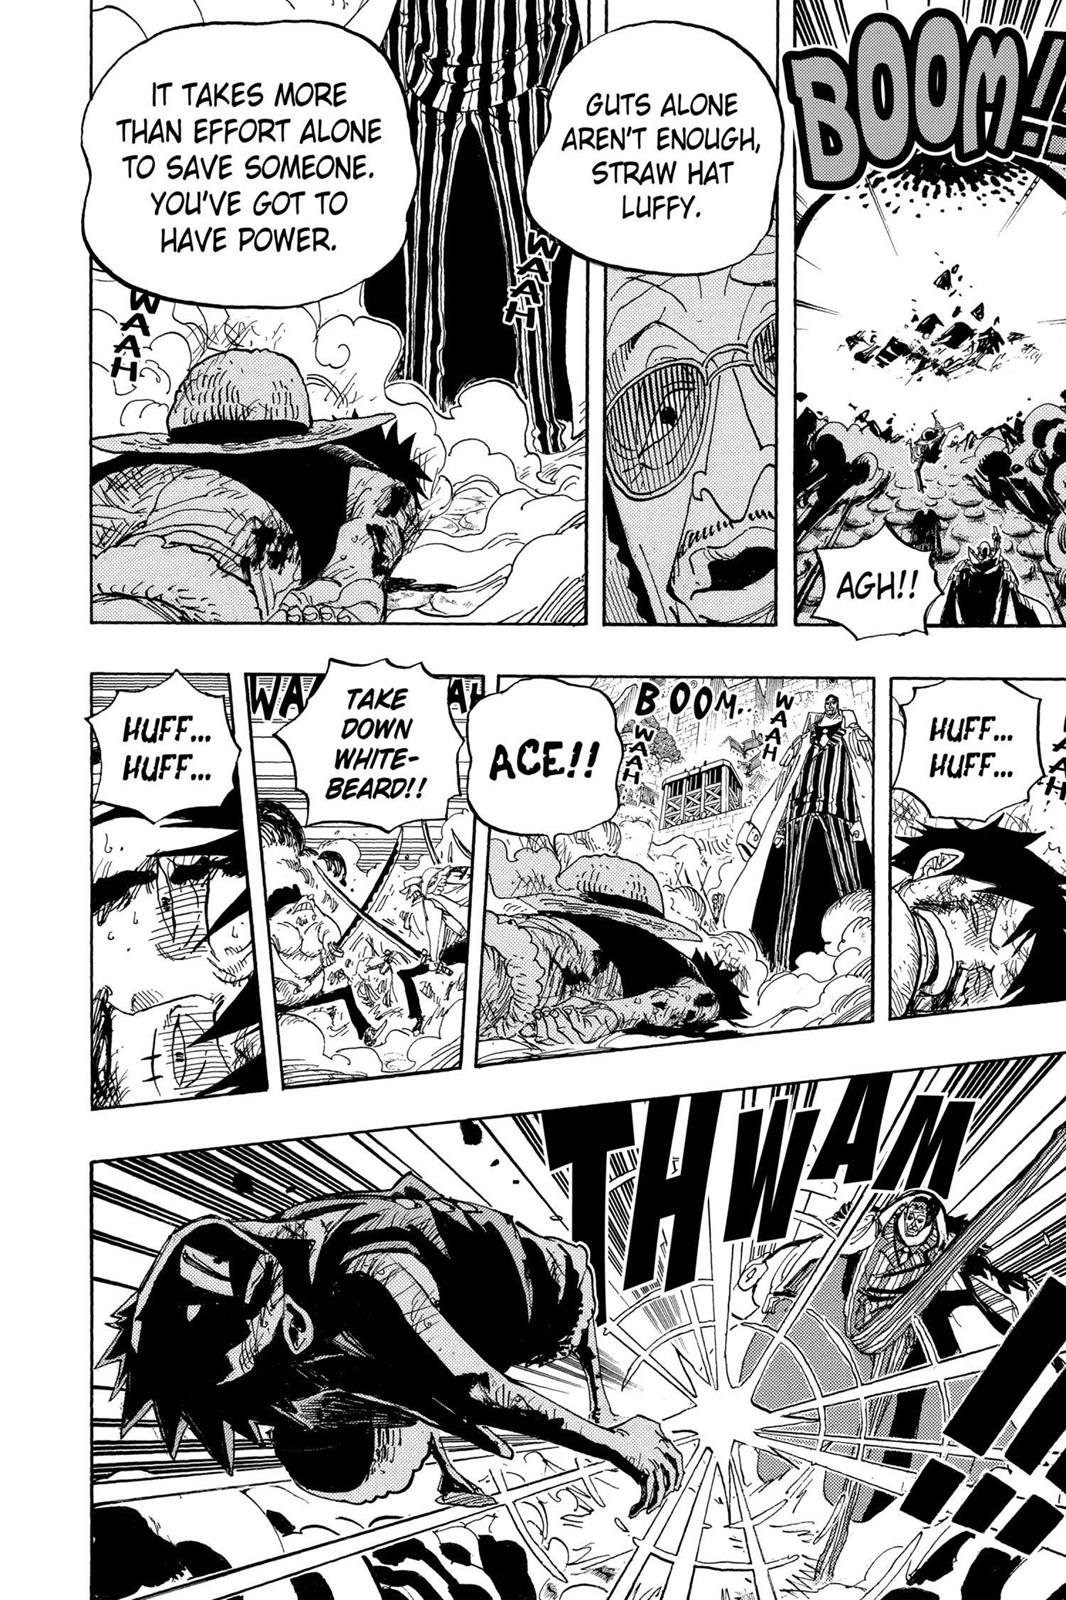 BOOM!!
AGH!!
GUTS ALONE
AREN'T ENOUGH,
STRAW HAT
LUFFY.
WAAH
IT TAKES MORE
THAN EFFORT ALONE
TO SAVE SOMEONE.
YOU'VE GOT TO
HAVE POWER.
WAAH
HUFF...
HUFF...
BOOM..
WAAH
WAAH
ACE!!
TAKE
DOWN
WHITE-
BEARD!!
HUFF...
HUFF...
THWAM
!!!